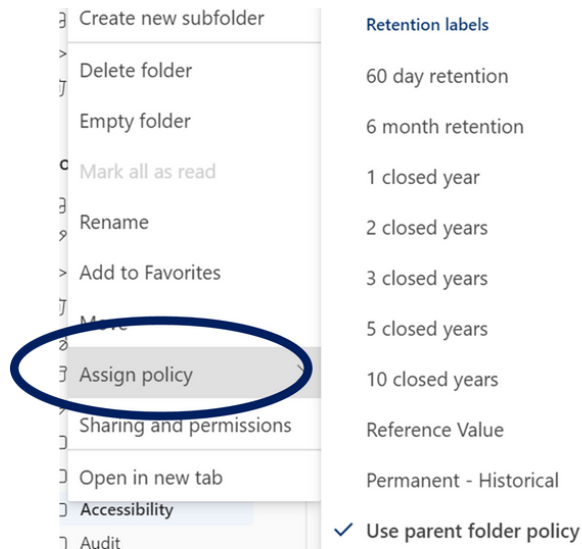 Create new subfolder
Delete folder
Empty folder
Mark all as read
Rename
Add to Favorites
Move
Assign policy
Sharing and permissions
Open in new tab
Accessibility
Audit
Retention labels
60 day retention
6 month retention
1 closed year
2 closed years
3 closed years
5 closed years
10 closed years
Reference Value
Permanent - Historical
Use parent folder policy